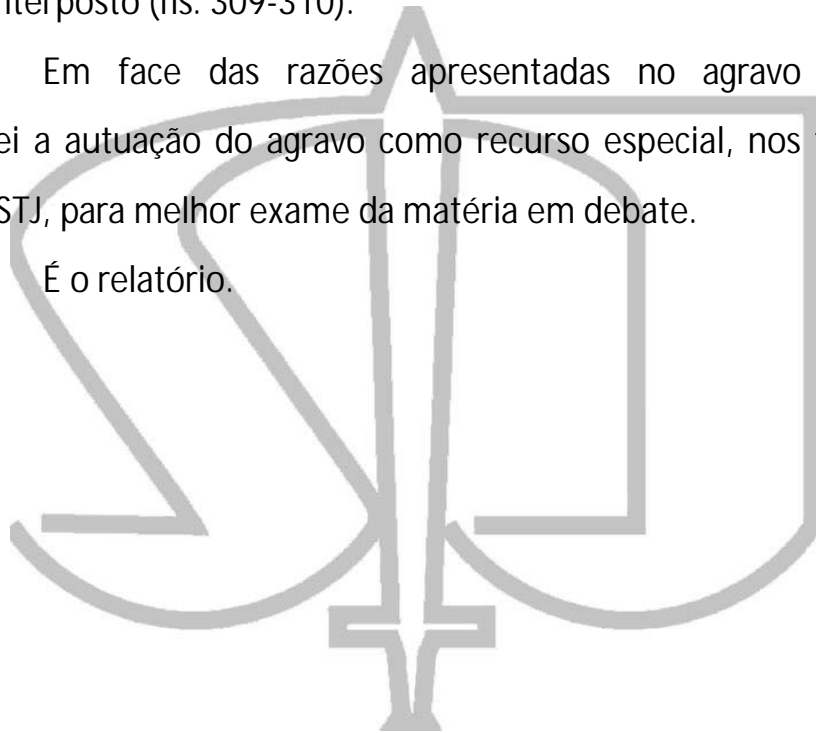 interposto (fls. 309-310).
Em face das razões apresentadas no agravo
ei a autuação do agravo como recurso especial, nos
STJ, para melhor exame da matéria em debate.
É o relatório.
STJ